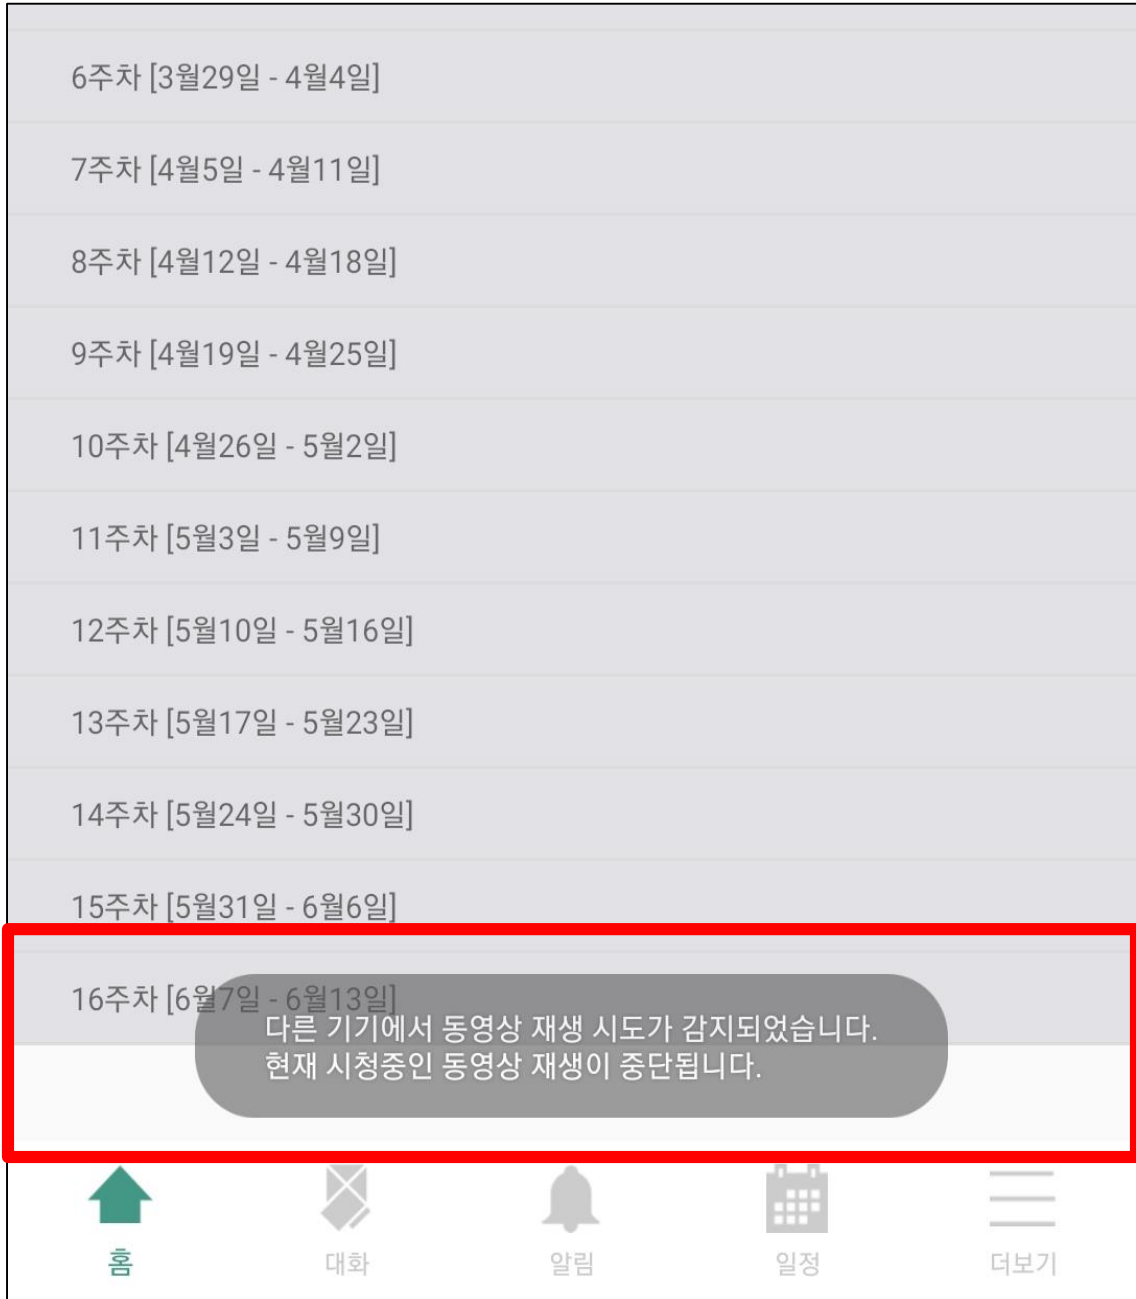 6주차 [3월29일 - 4월4일]
7주차 [4월5일 - 4월11일]
8주차 [4월12일 - 4월18일]
9주차 [4월19일 - 4월25일]
10주차 [4월26일 - 5월2일]
11주차 [5월3일 - 5월9일]
12주차 [5월10일 - 5월16일]
13주차 [5월17일 - 5월23일]
14주차 [5월24일 - 5월30일]
15주차 [5월31일 - 6월6일]
16주차 [6월7일 - 6월13일]
다른 기기에서 동영상 재생 시도가 감지되었습니다.
현재 시청중인 동영상 재생이 중단됩니다.
홈 대화 알림 일정 더보기